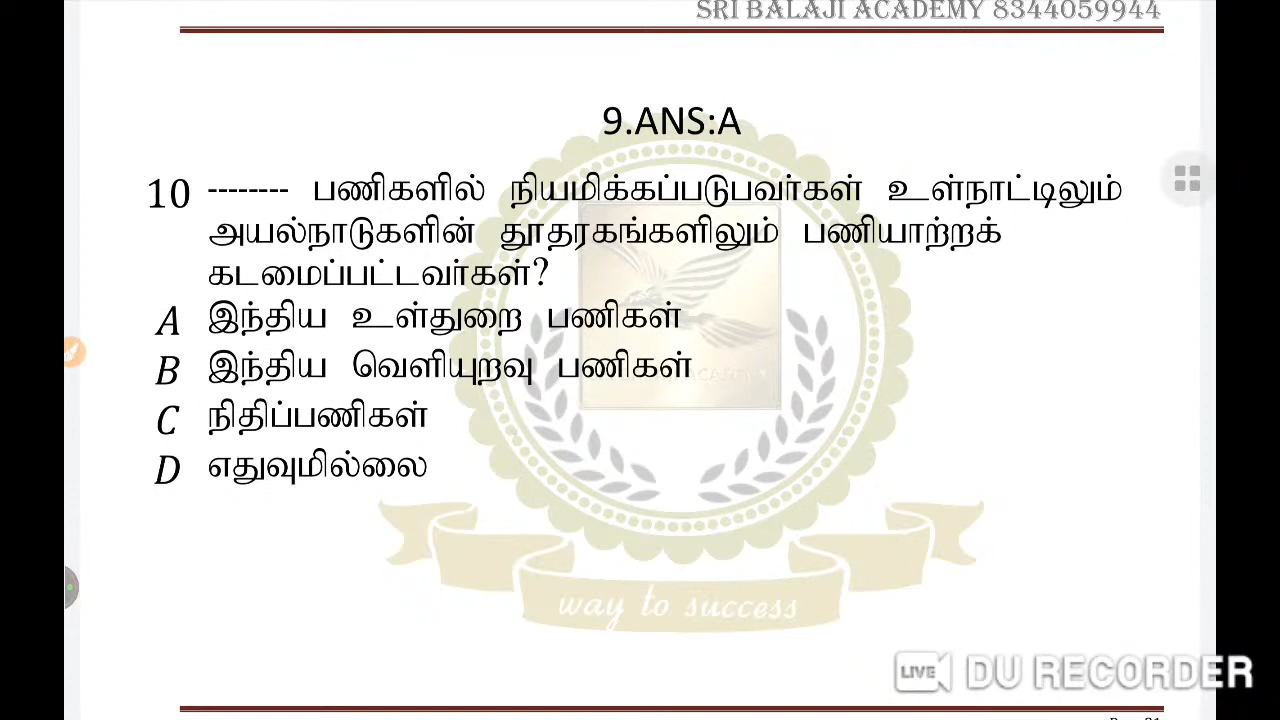 SRI BALAJI ACADEMY 8344059944
9.ANS:A
10 -------- பணிகளில் நியமிக்கப்படுபவர்கள் உள்நாட்டிலும்
அயல்நாடுகளின் தூதரகங்களிலும் பணியாற்றக்
கடமைப்பட்டவர்கள்?
A இந்திய உள்துறை பணிகள்
B இந்திய வெளியுறவு பணிகள்
C நிதிப்பணிகள்
D எதுவுமில்லை
way to success
LIVE DU RECORDER